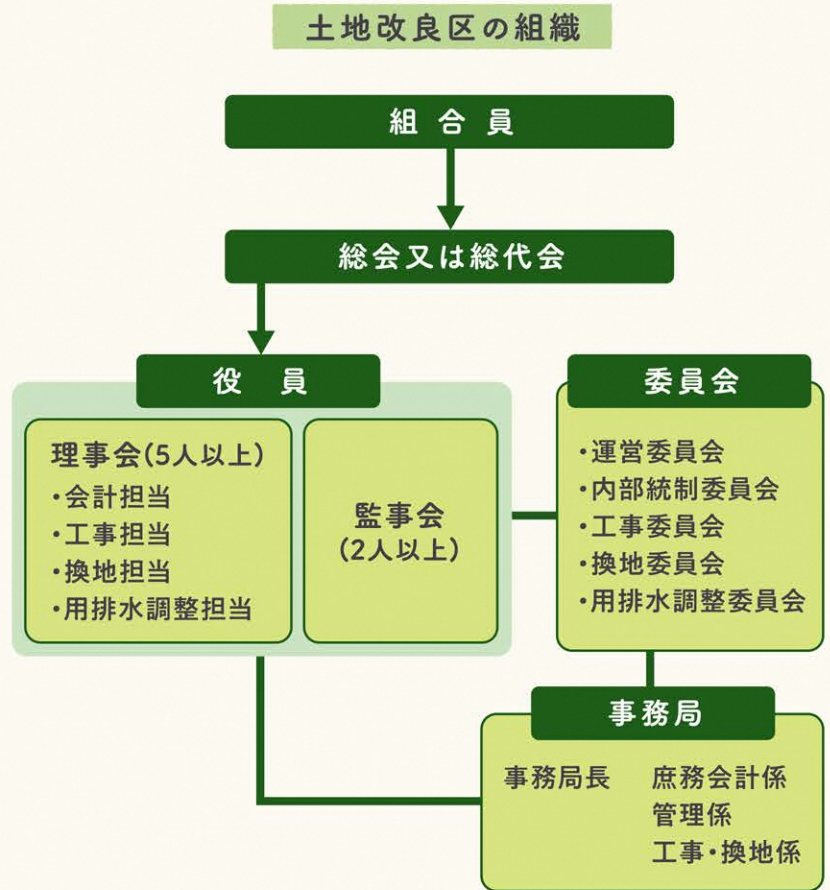 土地改良区の組織
組合員
総会又は総代会
役員
理事会(5人以上)
・会計担当
・工事担当
・換地担当
・用排水調整担当
監事会
(2人以上)
委員会
・運営委員会
・内部統制委員会
・工事委員会
・換地委員会
・用排水調整委員会
事務局
事務局長 庶務会計係
管理係
工事・換地係